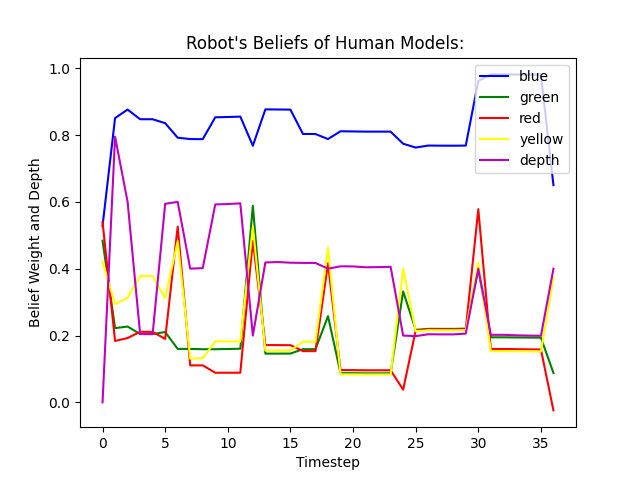 Robot's Beliefs of Human Models:
Belief Weight and Depth
1.0
0.8
0.6
0.4
0.2
0.0
blue
green
red
yellow
depth
0 5 10 15 20 25 30 35
Timestep